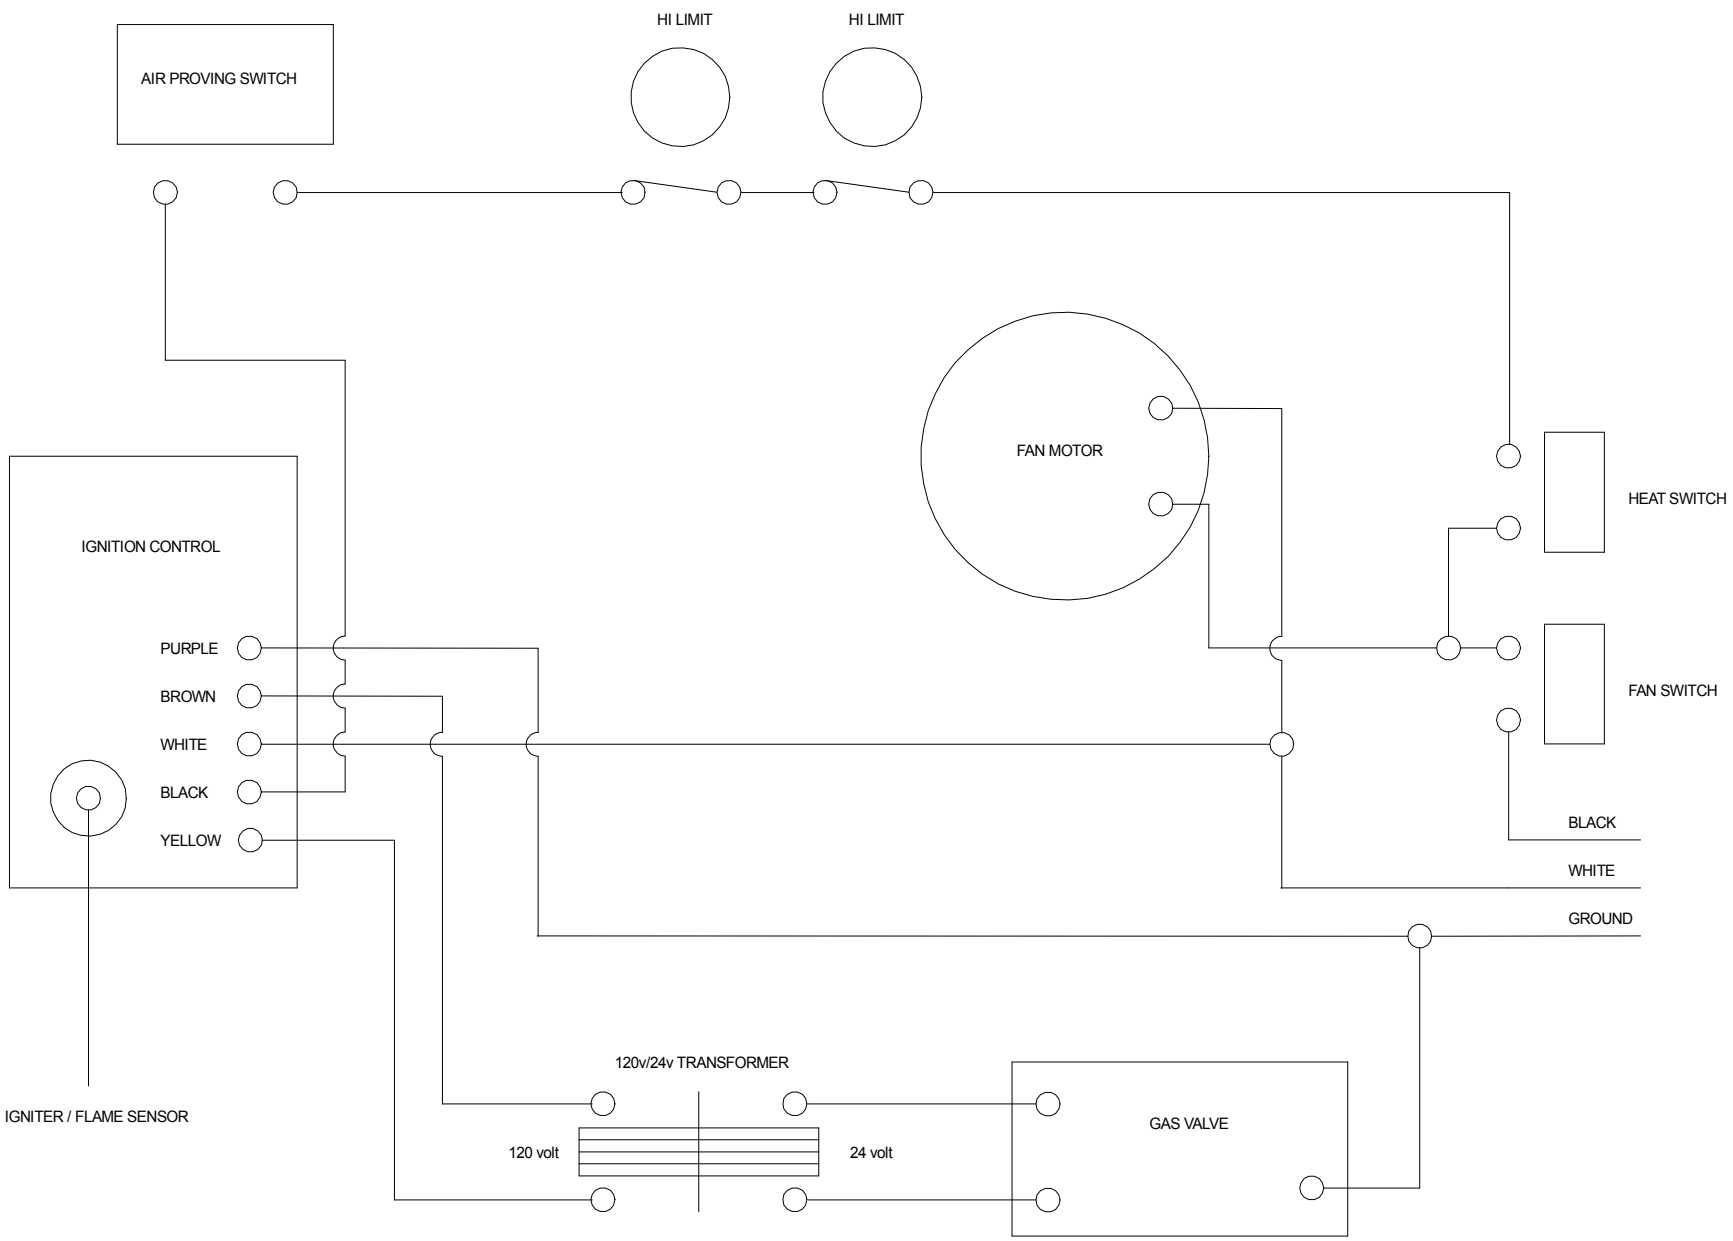 HI LIMIT
HI LIMIT
AIR PROVING SWITCH
FAN MOTOR
HEAT SWITCH
IGNITION CONTROL
PURPLE
BROWN
FAN SWITCH
WHITE
BLACK
YELLOW
BLACK
WHITE
GROUND
120v/24v TRANSFORMER
IGNITER / FLAME SENSOR
GAS VALVE
120 volt
24 volt